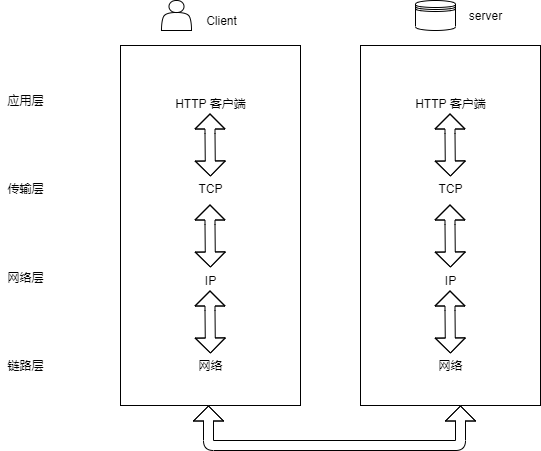 Client
server
应用层
HTTP 客户端
HTTP 客户端
传输层
TCP
TCP
网络层
IP
IP
链路层
网络
网络